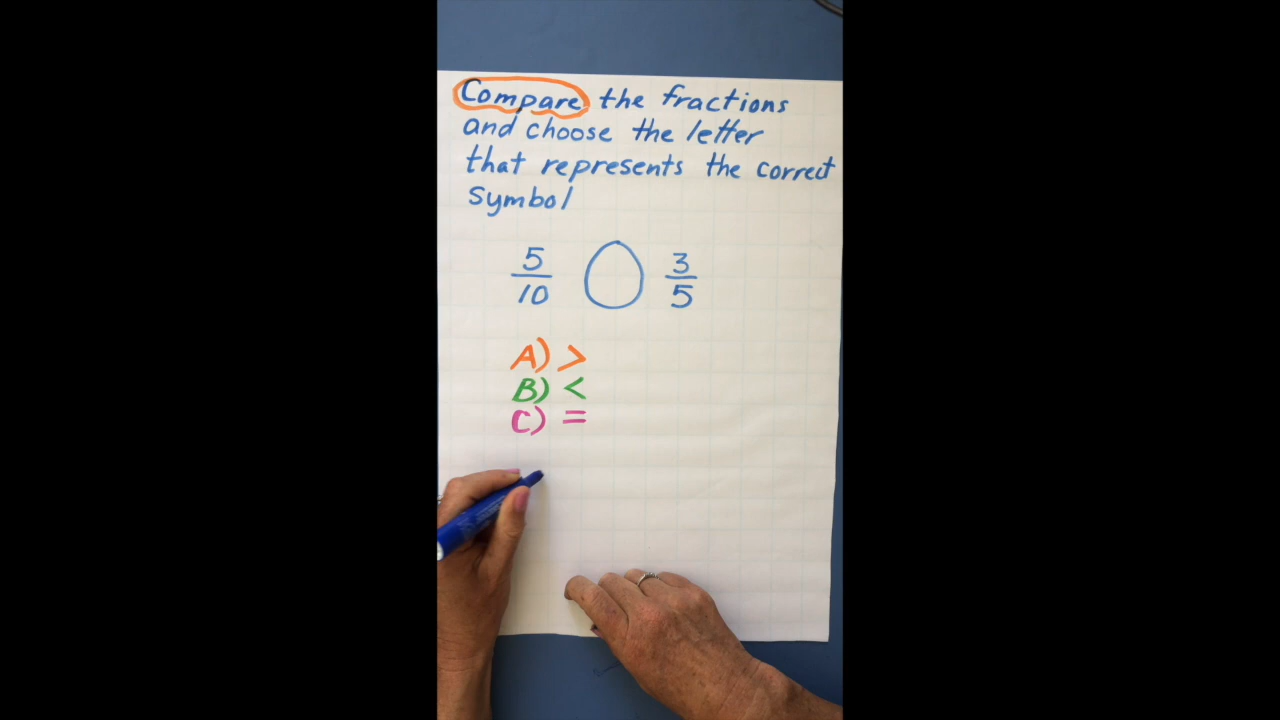 Compare the fractions
and choose the letter
that represents the correct
Symbol
5/10 3/5
A) >
B) <
C) =